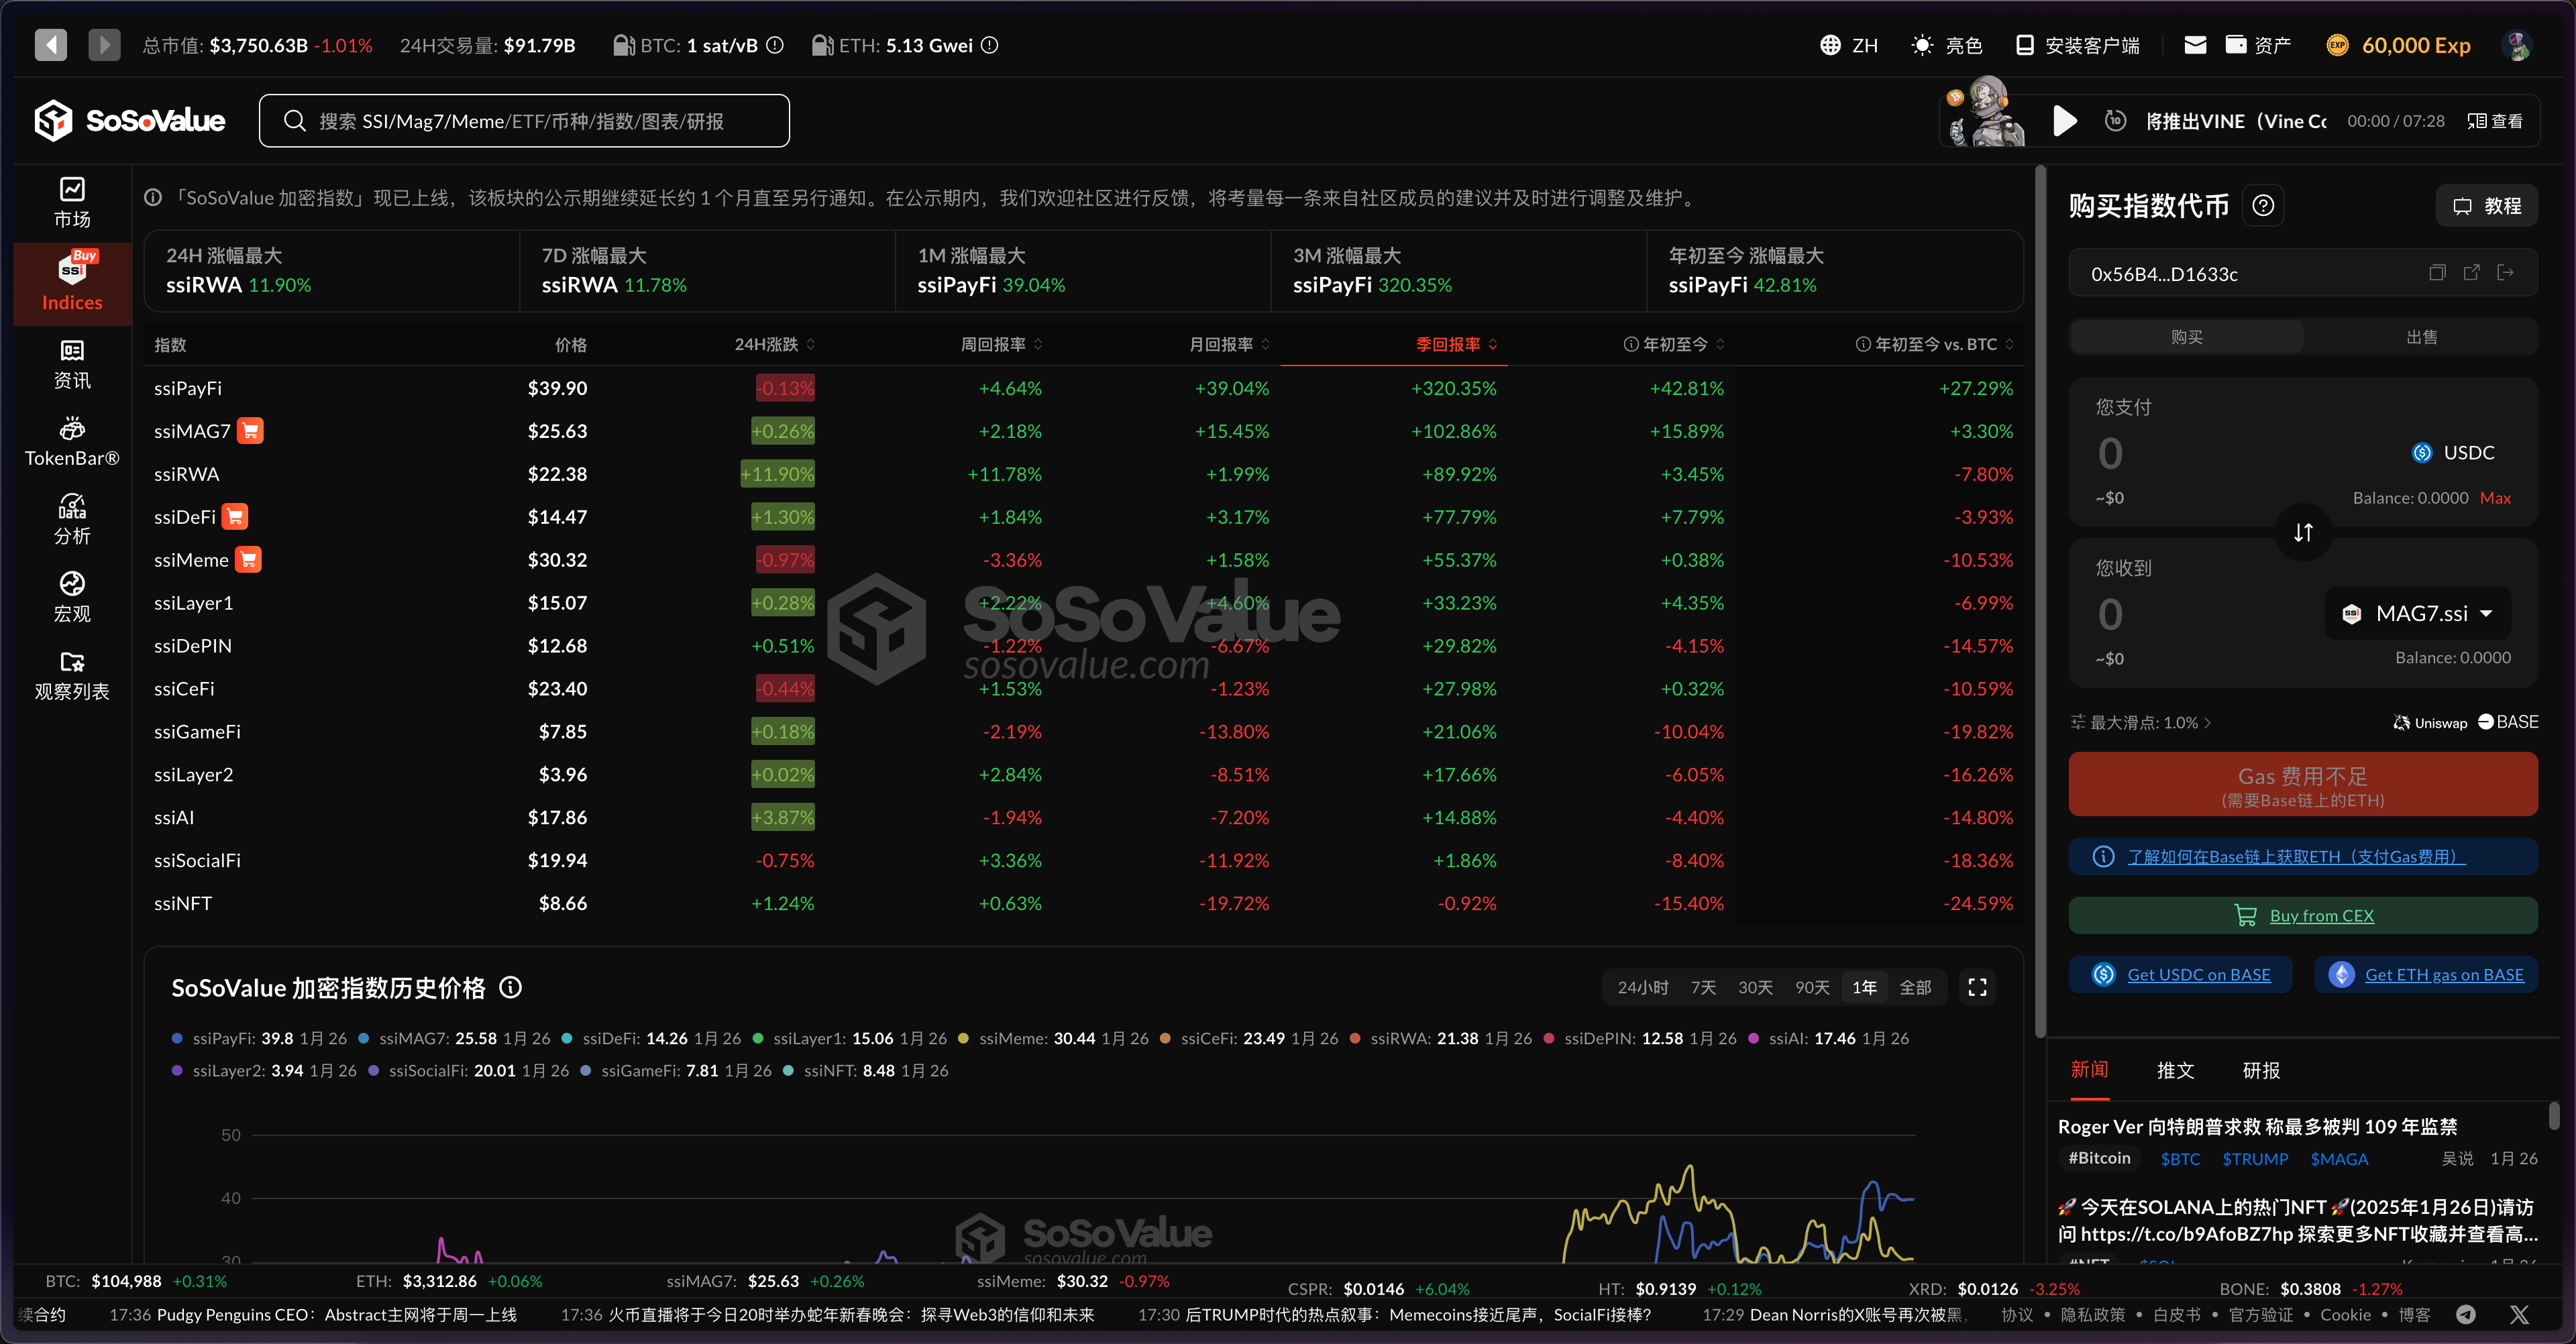 总市值: $3,750.63B -1.01% 24H交易量: $91.79B BTC: 1 sat/vB ETH: 5.13 Gwei ZH 亮色 安装客户端 资产 EXP 60,000 Exp
SoSoValue 搜索 SSI/Mag7/Meme/ETF/币种/指数/图表/研报 10 将推出VINE（Vine Co 00:00 / 07:28 查看
市场
Buy
ssi
Indices
资讯
TokenBar®
Data
分析
宏观
观察列表
「SoSoValue 加密指数」现已上线，该板块的公示期继续延长约 1 个月直至另行通知。在公示期内，我们欢迎社区进行反馈，将考量每一条来自社区成员的建议并及时进行调整及维护。
24H 涨幅最大 7D 涨幅最大 1M 涨幅最大 3M 涨幅最大 年初至今 涨幅最大
ssiRWA 11.90% ssiRWA 11.78% ssiPayFi 39.04% ssiPayFi 320.35% ssiPayFi 42.81%
指数 价格 24H涨跌 周回报率 月回报率 季回报率 年初至今 年初至今 vs. BTC
ssiPayFi $39.90 -0.13% +4.64% +39.04% +320.35% +42.81% +27.29%
ssiMAG7 $25.63 +0.26% +2.18% +15.45% +102.86% +15.89% +3.30%
ssiRWA $22.38 +11.90% +11.78% +1.99% +89.92% +3.45% -7.80%
ssiDeFi $14.47 +1.30% +1.84% +3.17% +77.79% +7.79% -3.93%
ssiMeme $30.32 -0.97% -3.36% +1.58% +55.37% +0.38% -10.53%
ssiLayer1 $15.07 +0.28% +2.22% +4.60% +33.23% +4.35% -6.99%
ssiDePIN $12.68 +0.51% -1.22% -6.67% +29.82% -4.15% -14.57%
ssiCeFi $23.40 -0.44% +1.53% -1.23% +27.98% +0.32% -10.59%
ssiGameFi $7.85 +0.18% -2.19% -13.80% +21.06% -10.04% -19.82%
ssiLayer2 $3.96 +0.02% +2.84% -8.51% +17.66% -6.05% -16.26%
ssiAI $17.86 +3.87% -1.94% -7.20% +14.88% -4.40% -14.80%
ssiSocialFi $19.94 -0.75% +3.36% -11.92% +1.86% -8.40% -18.36%
ssiNFT $8.66 +1.24% +0.63% -19.72% -0.92% -15.40% -24.59%
SoSoValue
sosovalue.com
SoSoValue 加密指数历史价格 24小时 7天 30天 90天 1年 全部
ssiPayFi: 39.8 1月 26 ssiMAG7: 25.58 1月 26 ssiDeFi: 14.26 1月 26 ssiLayer1: 15.06 1月 26 ssiMeme: 30.44 1月 26 ssiCeFi: 23.49 1月 26 ssiRWA: 21.38 1月 26 ssiDePIN: 12.58 1月 26 ssiAI: 17.46 1月 26
ssiLayer2: 3.94 1月 26 ssiSocialFi: 20.01 1月 26 ssiGameFi: 7.81 1月 26 ssiNFT: 8.48 1月 26
50
40
30
SoSoValue
sosovalue.com
购买指数代币 教程
0x56B4...D1633c
购买 出售
您支付
0 USDC
~$0 Balance: 0.0000 Max
您收到
0 ssi MAG7.ssi
~$0 Balance: 0.0000
最大滑点: 1.0% Uniswap BASE
Gas 费用不足
(需要Base链上的ETH)
了解如何在Base链上获取ETH（支付Gas费用）
Buy from CEX
Get USDC on BASE Get ETH gas on BASE
新闻 推文 研报
Roger Ver 向特朗普求救 称最多被判 109 年监禁
#Bitcoin $BTC $TRUMP $MAGA 吴说 1月 26
🚀 今天在SOLANA上的热门NFT 🚀(2025年1月26日)请访
问 https://t.co/b9AfoBZ7hp 探索更多NFT收藏并查看高...
#NFT $SOL 1月 26
BTC: $104,988 +0.31% ETH: $3,312.86 +0.06% ssiMAG7: $25.63 +0.26% ssiMeme: $30.32 -0.97% CSPR: $0.0146 +6.04% HT: $0.9139 +0.12% XRD: $0.0126 -3.25% BONE: $0.3808 -1.27%
续合约 17:36 Pudgy Penguins CEO：Abstract主网将于周一上线 17:36 火币直播将于今日20时举办蛇年新春晚会：探寻Web3的信仰和未来 17:30 后TRUMP时代的热点叙事：Memecoins接近尾声，SocialFi接棒? 17:29 Dean Norris的X账号再次被黑， 协议 • 隐私政策 • 白皮书 • 官方验证 • Cookie • 博客